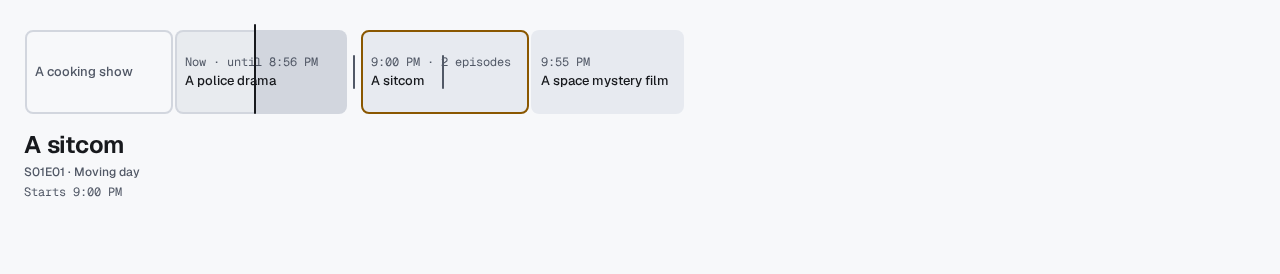 A cooking show
Now · until 8:56 PM
A police drama
9:00 PM · 2 episodes
A sitcom
9:55 PM
A space mystery film
A sitcom
S01E01 · Moving day
Starts 9:00 PM